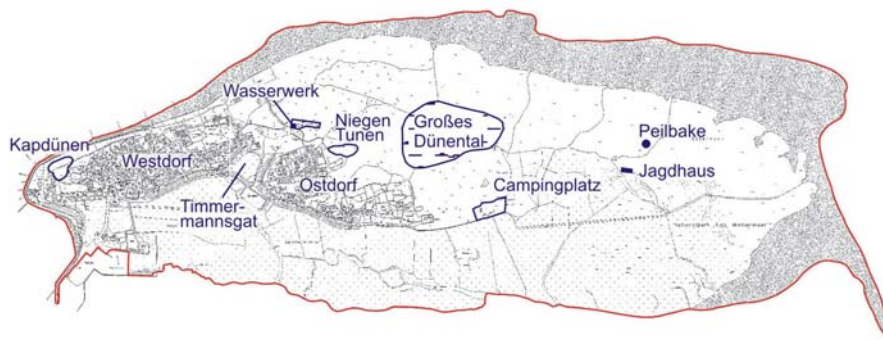 Wasserwerk
Niegen
Tunen
Großes
Dünental
Peilbake
Kapdünen
Westdorf
Ostdorf
Jagdhaus
Campingplatz
Timmer-
mannsgat